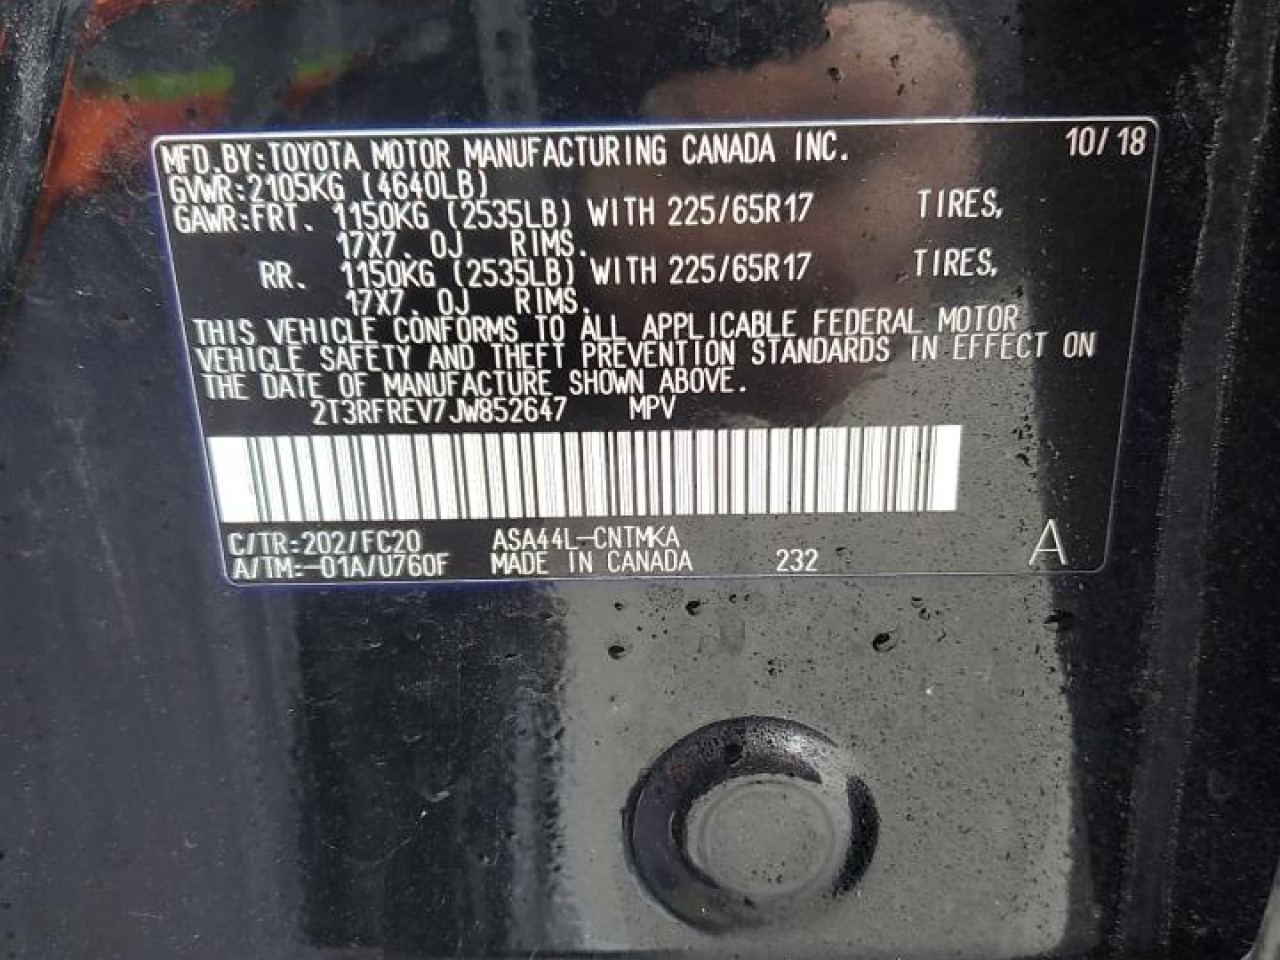 MFD.BY:TOYOTA MOTOR MANUFACTURING CANADA INC. 10/18
GVWR:2105KG (4640LB)
GAWR:FRT. 1150KG (2535LB) WITH 225/65R17 TIRES,
17X7.0J RIMS.
RR. 1150KG (2535LB) WITH 225/65R17 TIRES,
17X7.0J RIMS.
THIS VEHICLE CONFORMS TO ALL APPLICABLE FEDERAL MOTOR
VEHICLE SAFETY AND THEFT PREVENTION STANDARDS IN EFFECT ON
THE DATE OF MANUFACTURE SHOWN ABOVE.
2T3RFREV7JW852647 MPV
C/TR:202/FC20 ASA44L-CNTMKA
A/TM:-01A/U760F MADE IN CANADA 232 A